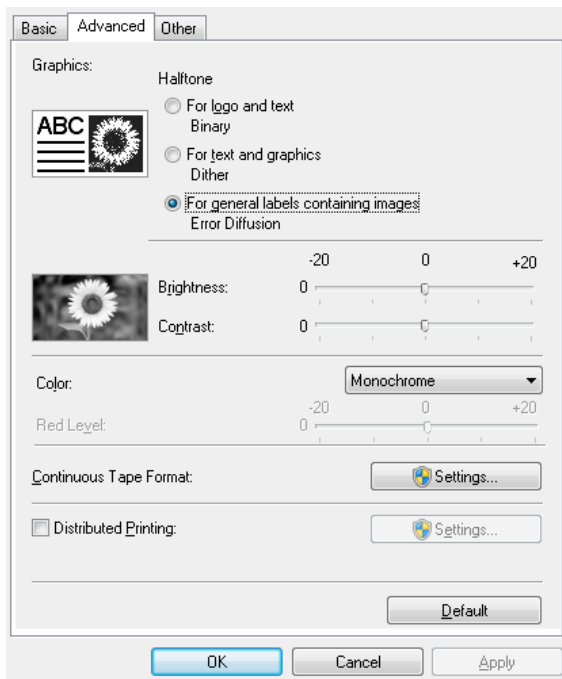 Basic Advanced Other
Graphics:
Halftone
For logo and text
Binary
ABC
For text and graphics
Dither
For general labels containing images
Error Diffusion
-20 0 +20
Brightness: 0
Contrast: 0
Color: Monochrome
-20 0 +20
Red Level: 0
Continuous Tape Format: Settings...
Distributed Printing: Settings...
Default
OK Cancel Apply